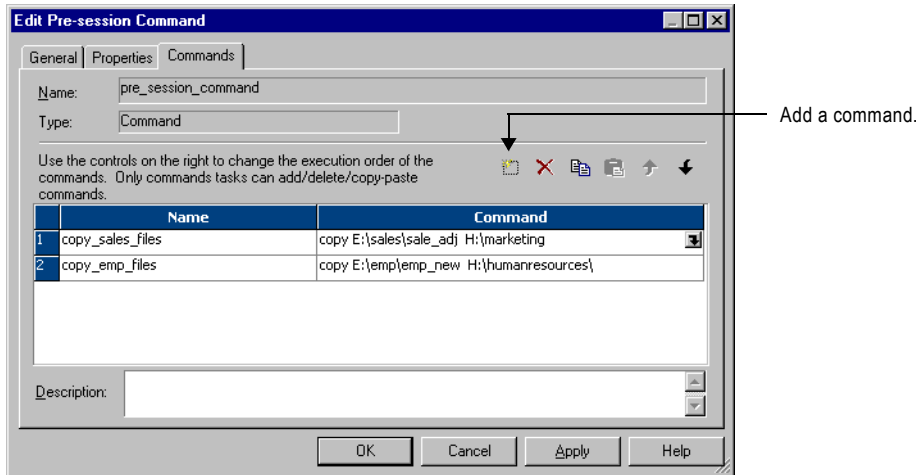 Edit Pre-session Command
General
Properties
Commands
Name:
pre_session_command
Type:
Command
Add a command.
Use the controls on the right to change the execution order of the
commands. Only commands tasks can add/delete/copy-paste
commands.
Name
Command
1
copy_sales_files
copy E:\sales\sale_adj H:\marketing
2
copy_emp_files
copy E:\emp\emp_new H:\humanresources\
Description:
OK
Cancel
Apply
Help